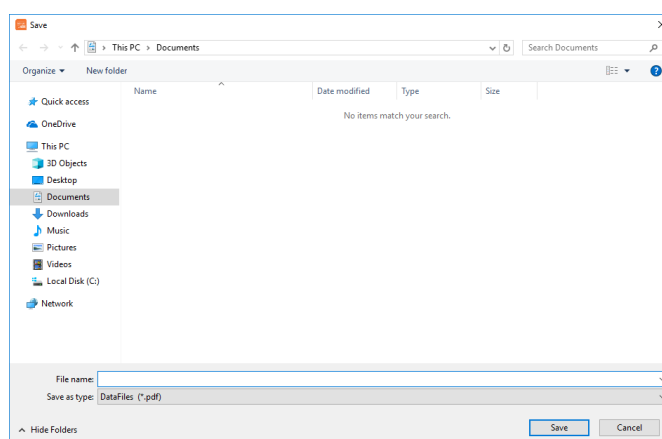 Save
This PC > Documents
Search Documents
Organize
New folder
Name
Date modified
Type
Size
No items match your search.
Quick access
OneDrive
This PC
3D Objects
Desktop
Documents
Downloads
Music
Pictures
Videos
Local Disk (C:)
Network
File name:
Save as type: DataFiles (*.pdf)
Hide Folders
Save
Cancel